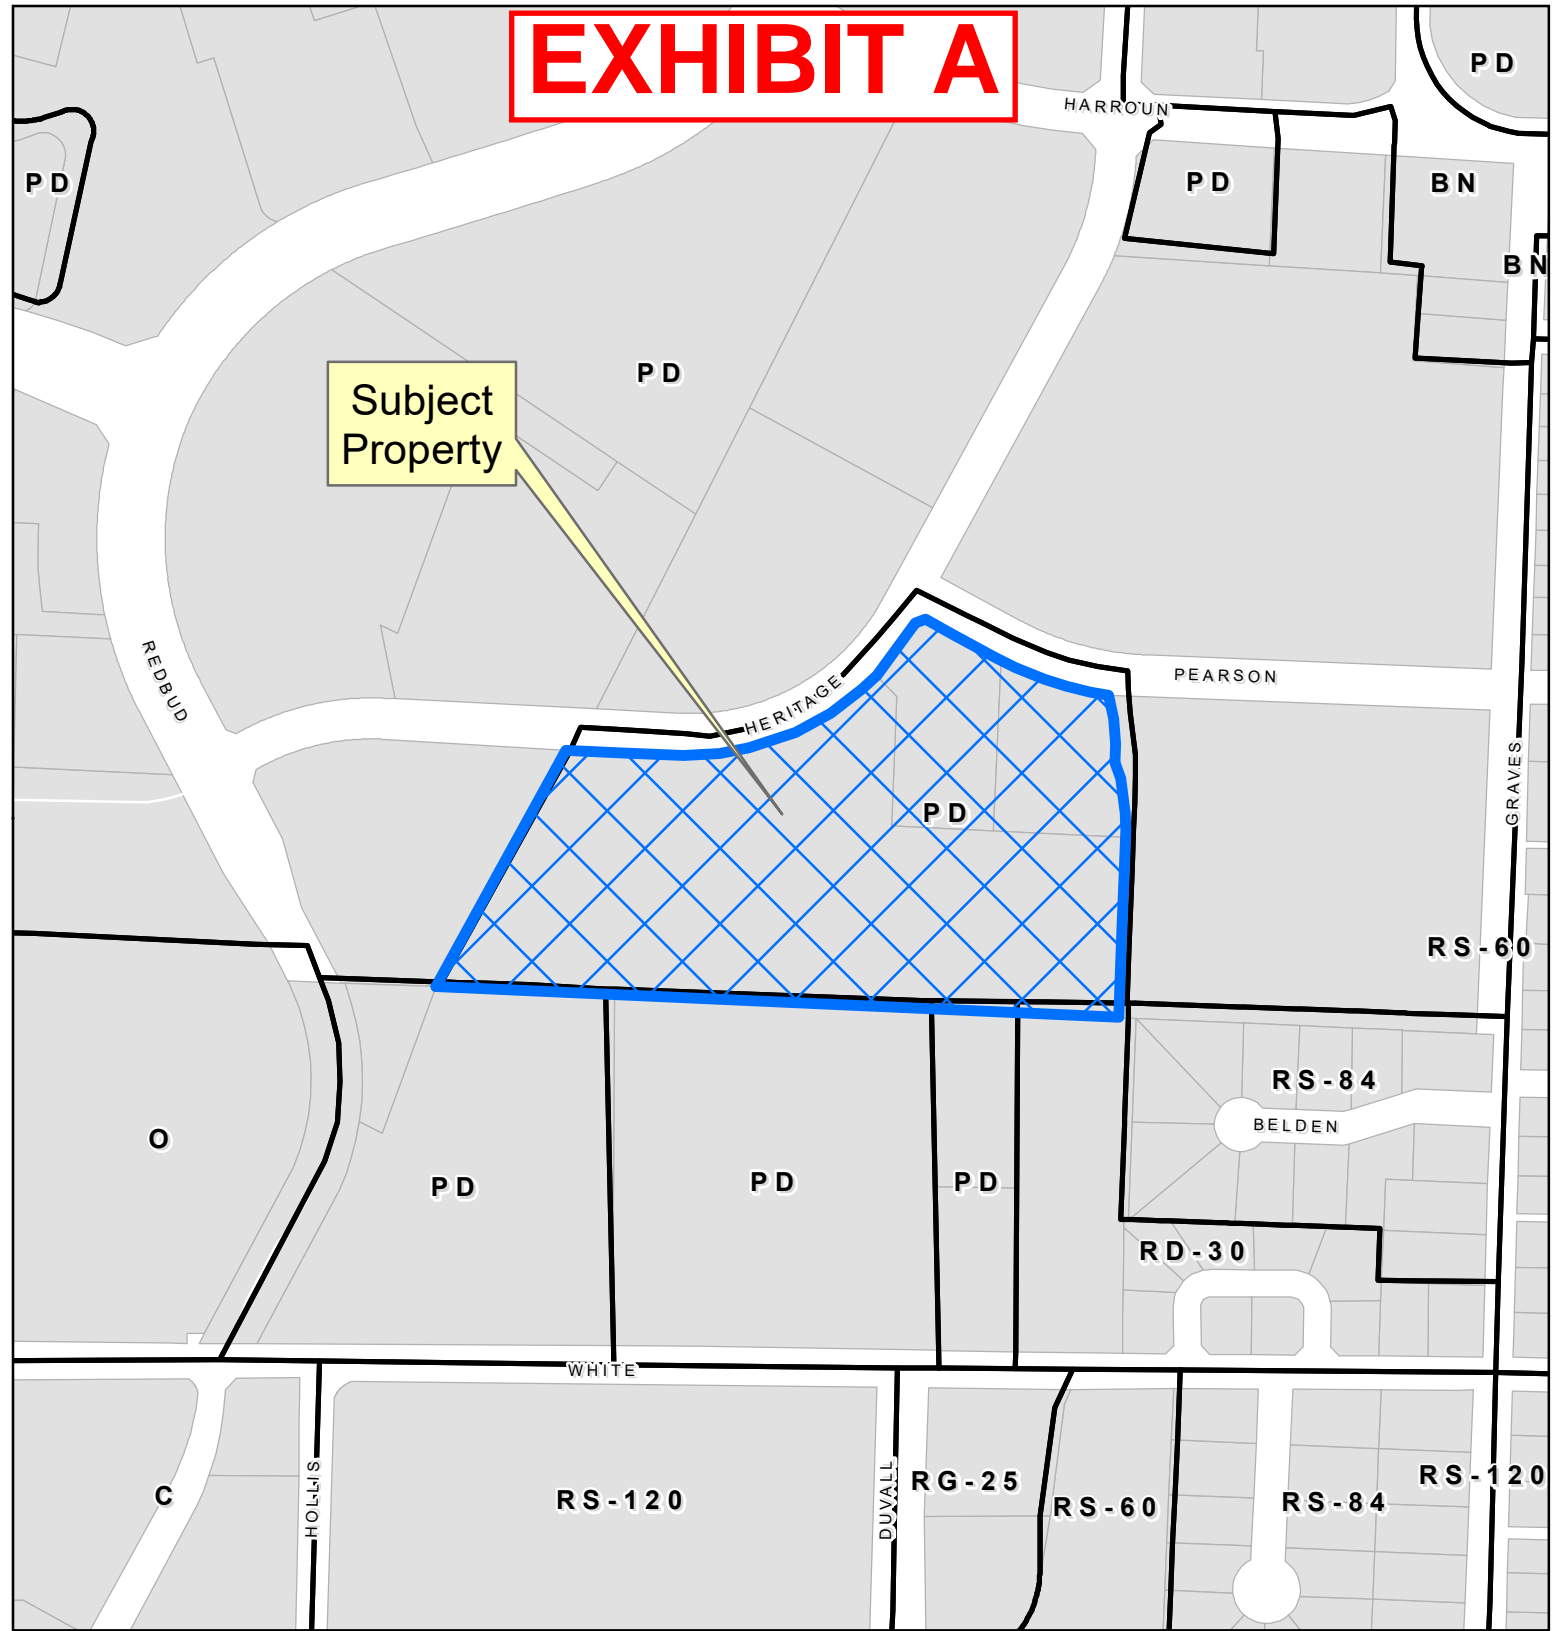 EXHIBIT A
PD
HARROUN
PD
PD
BN
BN
PD
Subject
Property
REDBUD
HERITAGE
PEARSON
GRAVES
PD
RS-60
RS-84
BELDEN
O
PD
PD
PD
RD-30
WHITE
C
HOLLIS
RS-120
DUVALL
RG-25
RS-60
RS-84
RS-120